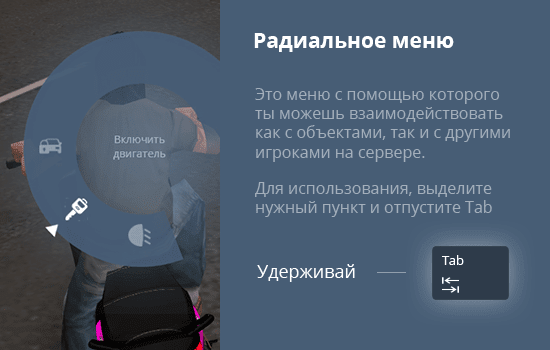 Радиальное меню
Включить
двигатель
Это меню с помощью которого
ты можешь взаимодействовать
как с объектами, так и с другими
игроками на сервере.
Для использования, выделите
нужный пункт и отпустите Tab
Удерживай
Tab